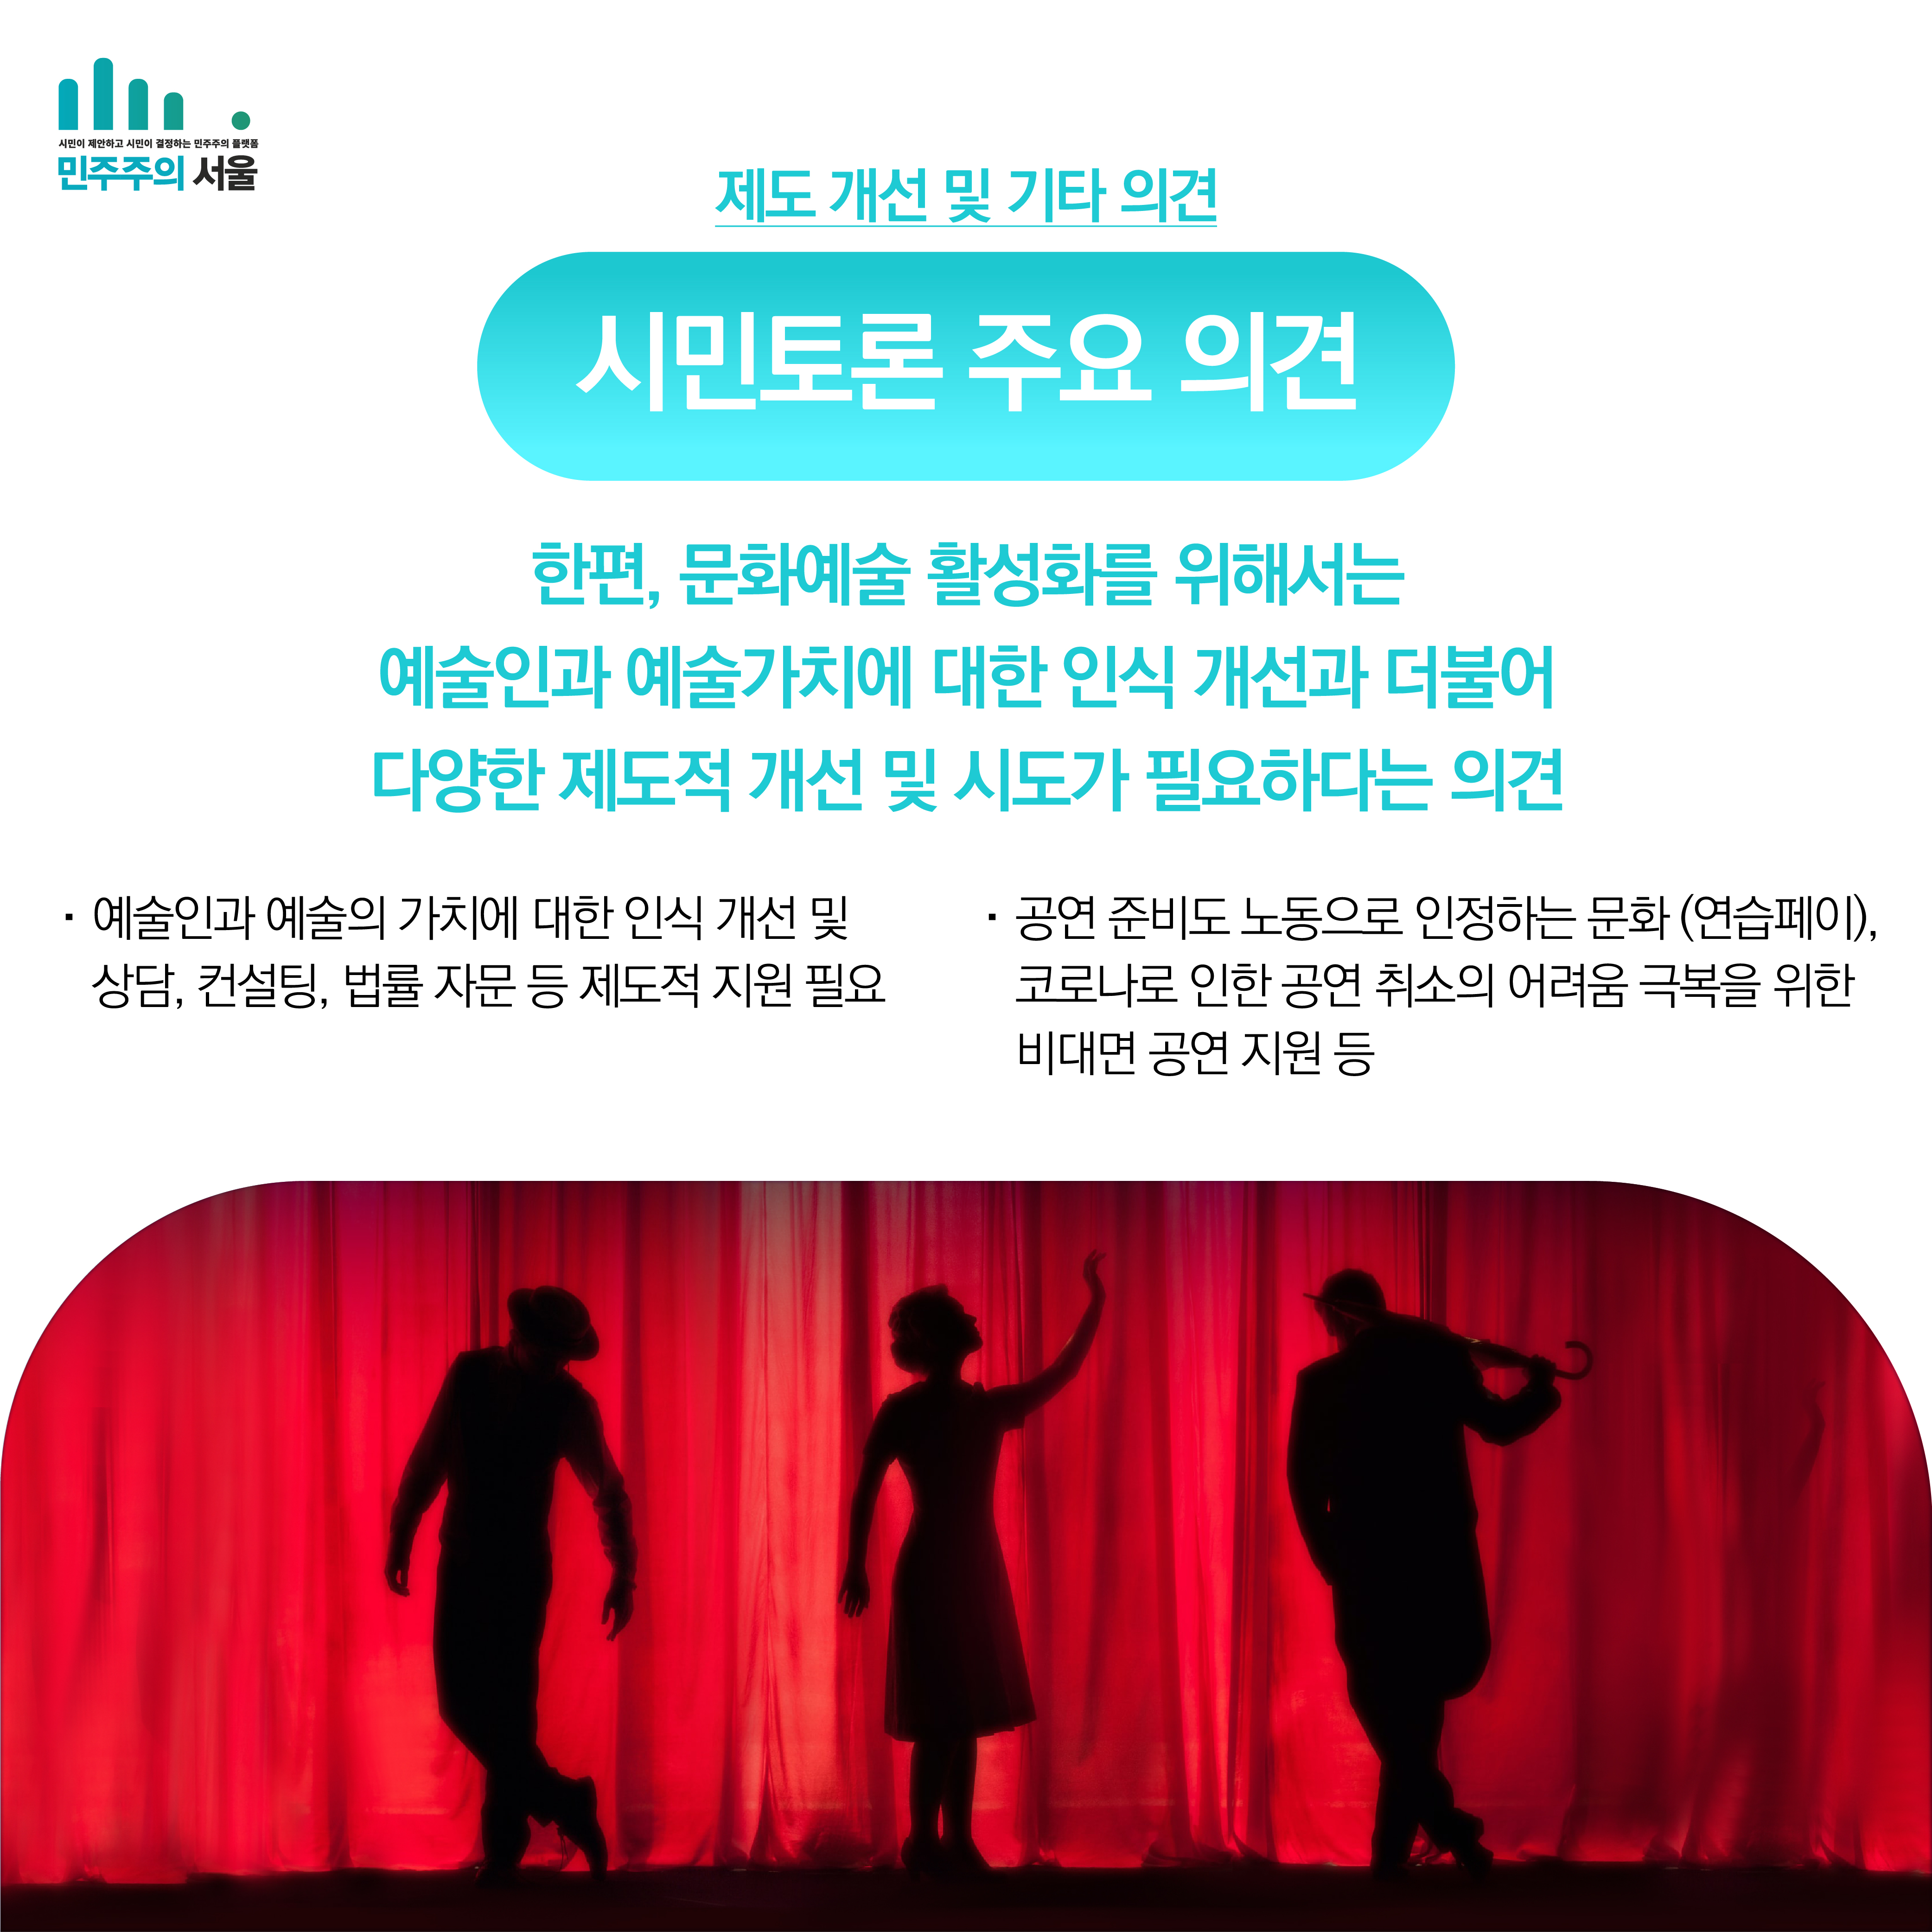 시민이 제안하고 시민이 결정하는 민주주의 플랫폼
민주주의 서울
제도 개선 및 기타 의견
시민토론 주요 의견
한편, 문화예술 활성화를 위해서는
예술인과 예술가치에 대한 인식 개선과 더불어
다양한 제도적 개선 및 시도가 필요하다는 의견
· 예술인과 예술의 가치에 대한 인식 개선 및
상담, 컨설팅, 법률 자문 등 제도적 지원 필요
· 공연 준비도 노동으로 인정하는 문화 (연습페이),
코로나로 인한 공연 취소의 어려움 극복을 위한
비대면 공연 지원 등